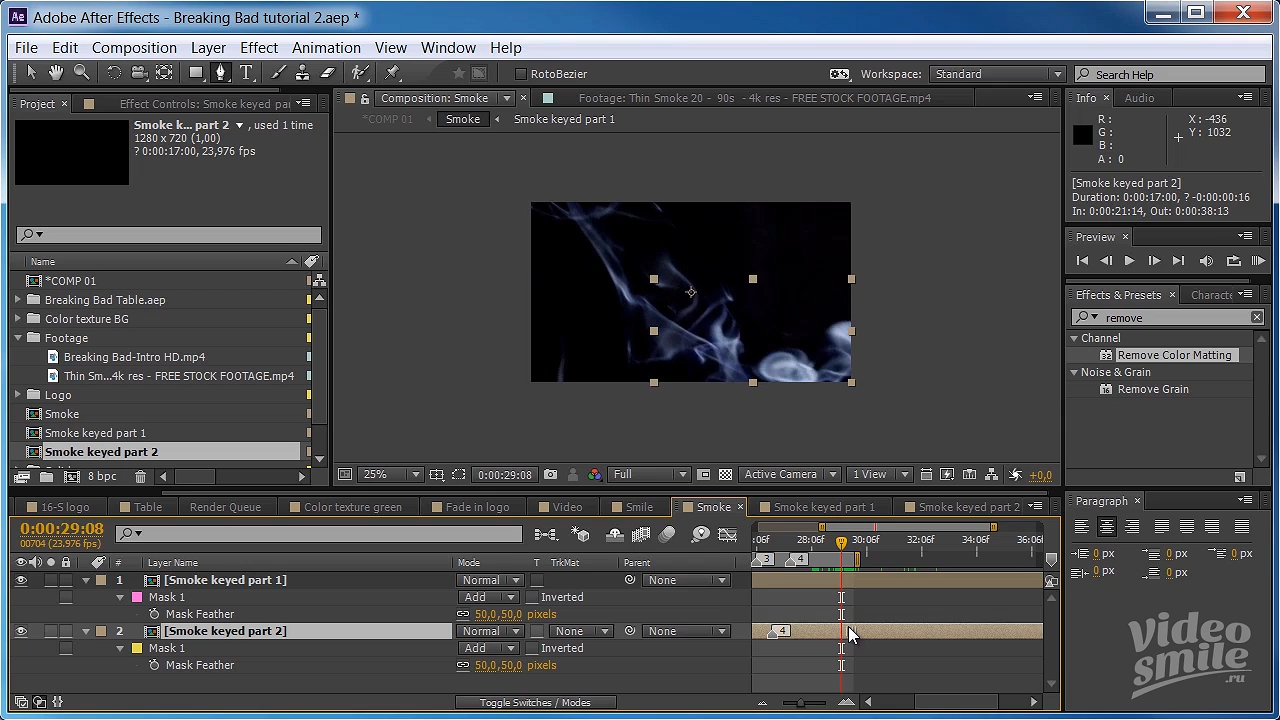 Ae Adobe After Effects - Breaking Bad tutorial 2.aep *
File Edit Composition Layer Effect Animation View Window Help
RotoBezier Workspace: Standard Search Help
Project × Effect Controls: Smoke keyed par Composition: Smoke × Footage: Thin Smoke 20 - 90s - 4k res - FREE STOCK FOOTAGE.mp4 Info × Audio
*COMP 01 Smoke Smoke keyed part 1
Smoke k... part 2 ▼ , used 1 time
1280 x 720 (1,00)
? 0:00:17:00, 23,976 fps
R : X : -436
G : Y : 1032
B :
A : 0
[Smoke keyed part 2]
Duration: 0:00:17:00, ? -0:00:00:16
In: 0:00:21:14, Out: 0:00:38:13
Preview ×
Name
*COMP 01
Breaking Bad Table.aep
Color texture BG
Footage
Breaking Bad-Intro HD.mp4
Thin Sm...4k res - FREE STOCK FOOTAGE.mp4
Logo
Smoke
Smoke keyed part 1
Smoke keyed part 2
8 bpc
Effects & Presets × Characte
remove
Channel
32 Remove Color Matting
Noise & Grain
16 Remove Grain
25% 0:00:29:08 Full Active Camera 1 View +0,0
16-S logo Table Render Queue Color texture green Fade in logo Video Smile Smoke × Smoke keyed part 1 Smoke keyed part 2
Paragraph ×
0:00:29:08
00704 (23.976 fps)
:06f 28:06f 30:06f 32:06f 34:06f 36:06f
3 4
# Layer Name Mode T TrkMat Parent
1 [Smoke keyed part 1] Normal None
Mask 1 Add Inverted
Mask Feather 50,0,50,0 pixels
2 [Smoke keyed part 2] Normal None None 4
Mask 1 Add Inverted
Mask Feather 50,0,50,0 pixels
Toggle Switches / Modes
0 px 0 px 0 px
0 px 0 px
VIDEO
SMILE
.ru